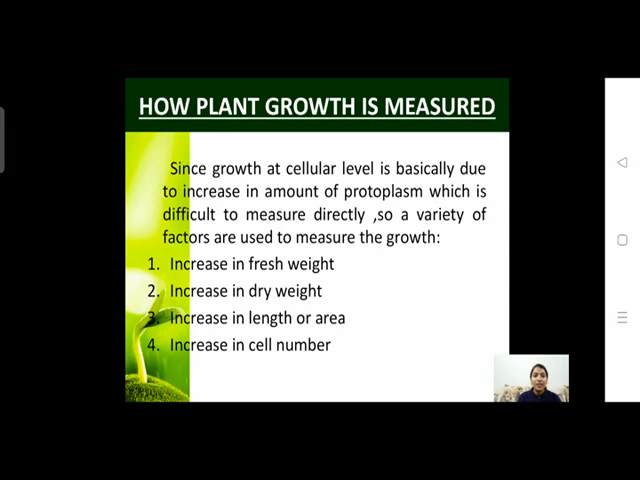 HOW PLANT GROWTH IS MEASURED
Since growth at cellular level is basically due
to increase in amount of protoplasm which is
difficult to measure directly ,so a variety of
factors are used to measure the growth:
1. Increase in fresh weight
2. Increase in dry weight
3. Increase in length or area
4. Increase in cell number